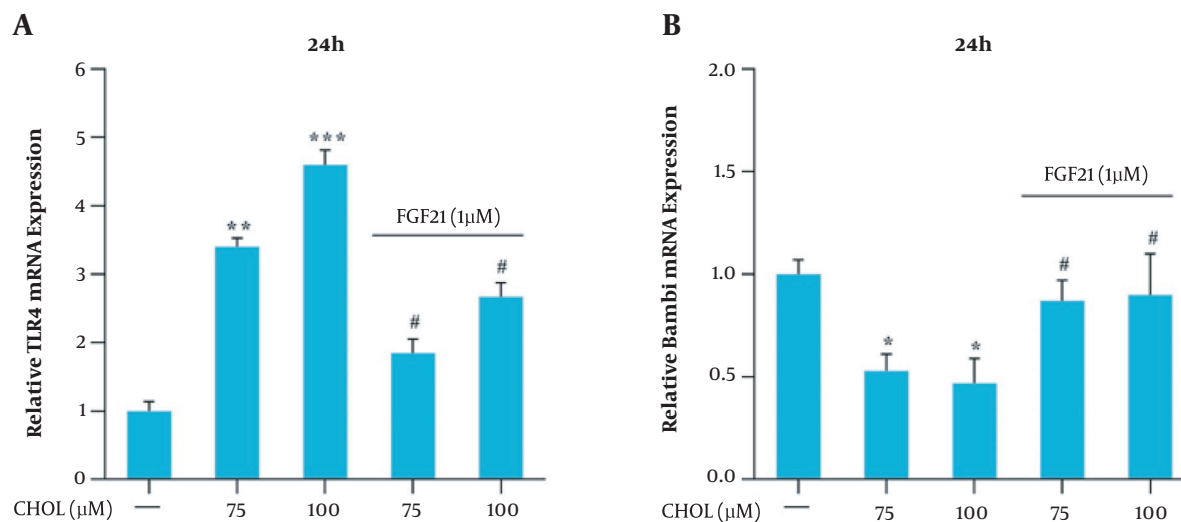 A
24h
Relative TLR4 mRNA Expression
6
5
4
3
2
1
0
**
***
FGF21 (1µM)
#
#
CHOL (µM) — 75 100 75 100
B
24h
Relative Bambi mRNA Expression
2.0
1.5
1.0
0.5
0.0
*
*
FGF21 (1µM)
#
#
CHOL (µM) — 75 100 75 100